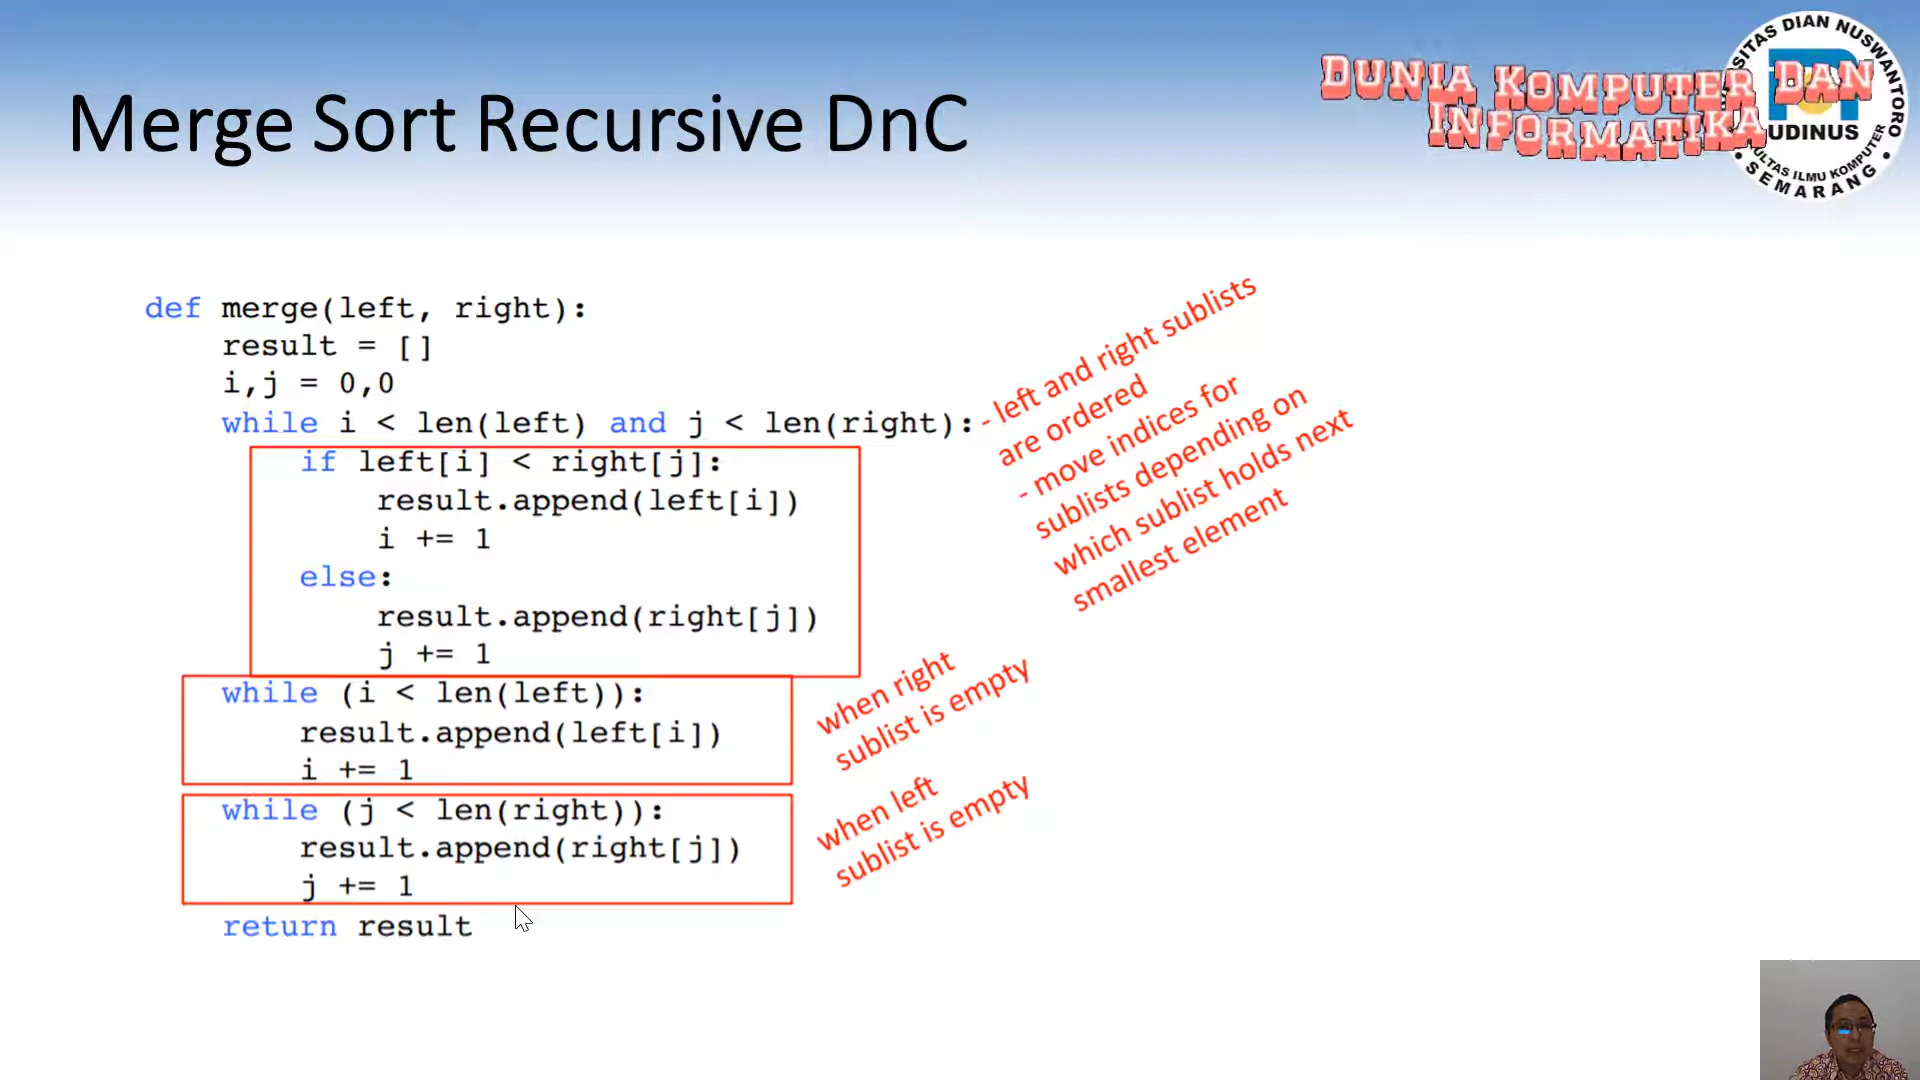 Merge Sort Recursive DnC
DUNIA KOMPUTER DAN
INFORMATIKA
SITAS DIAN NUSWANTORO
UDINUS
ULTAS ILMU KOMPUTER
SEMARANG
def merge(left, right):
result = []
i,j = 0,0
while i < len(left) and j < len(right):
if left[i] < right[j]:
result.append(left[i])
i += 1
else:
result.append(right[j])
j += 1
while (i < len(left)):
result.append(left[i])
i += 1
while (j < len(right)):
result.append(right[j])
j += 1
return result
- left and right sublists
are ordered
- move indices for
sublists depending on
which sublist holds next
smallest element
when right
sublist is empty
when left
sublist is empty